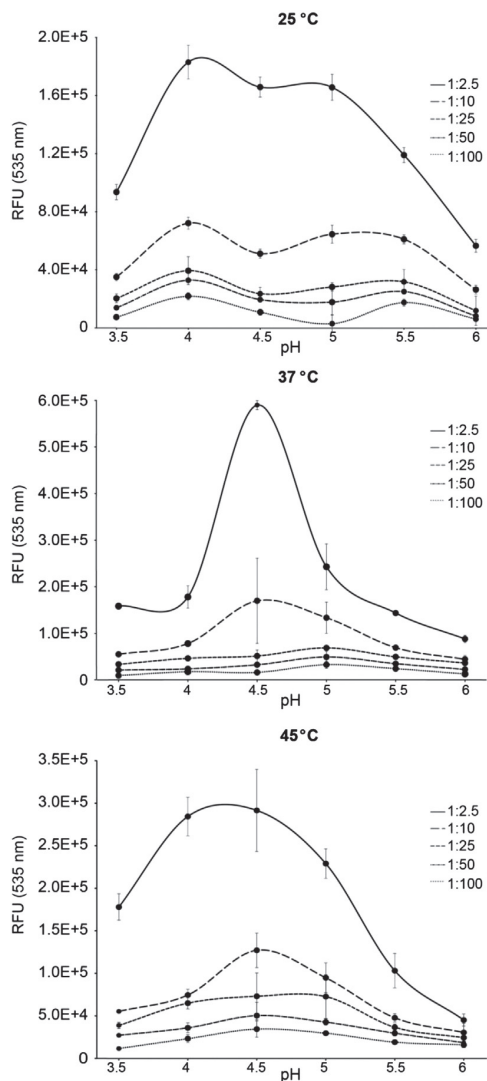 25 °C
2.0E+5
1.6E+5
1.2E+5
8.0E+4
4.0E+4
0
RFU (535 nm)
3.5 4 4.5 5 5.5 6
pH
1:2.5
1:10
1:25
1:50
1:100
37 °C
6.0E+5
5.0E+5
4.0E+5
3.0E+5
2.0E+5
1.0E+5
0
RFU (535 nm)
3.5 4 4.5 5 5.5 6
pH
1:2.5
1:10
1:25
1:50
1:100
45°C
3.5E+5
3.0E+5
2.5E+5
2.0E+5
1.5E+5
1.0E+5
5.0E+4
0
RFU (535 nm)
3.5 4 4.5 5 5.5 6
pH
1:2.5
1:10
1:25
1:50
1:100